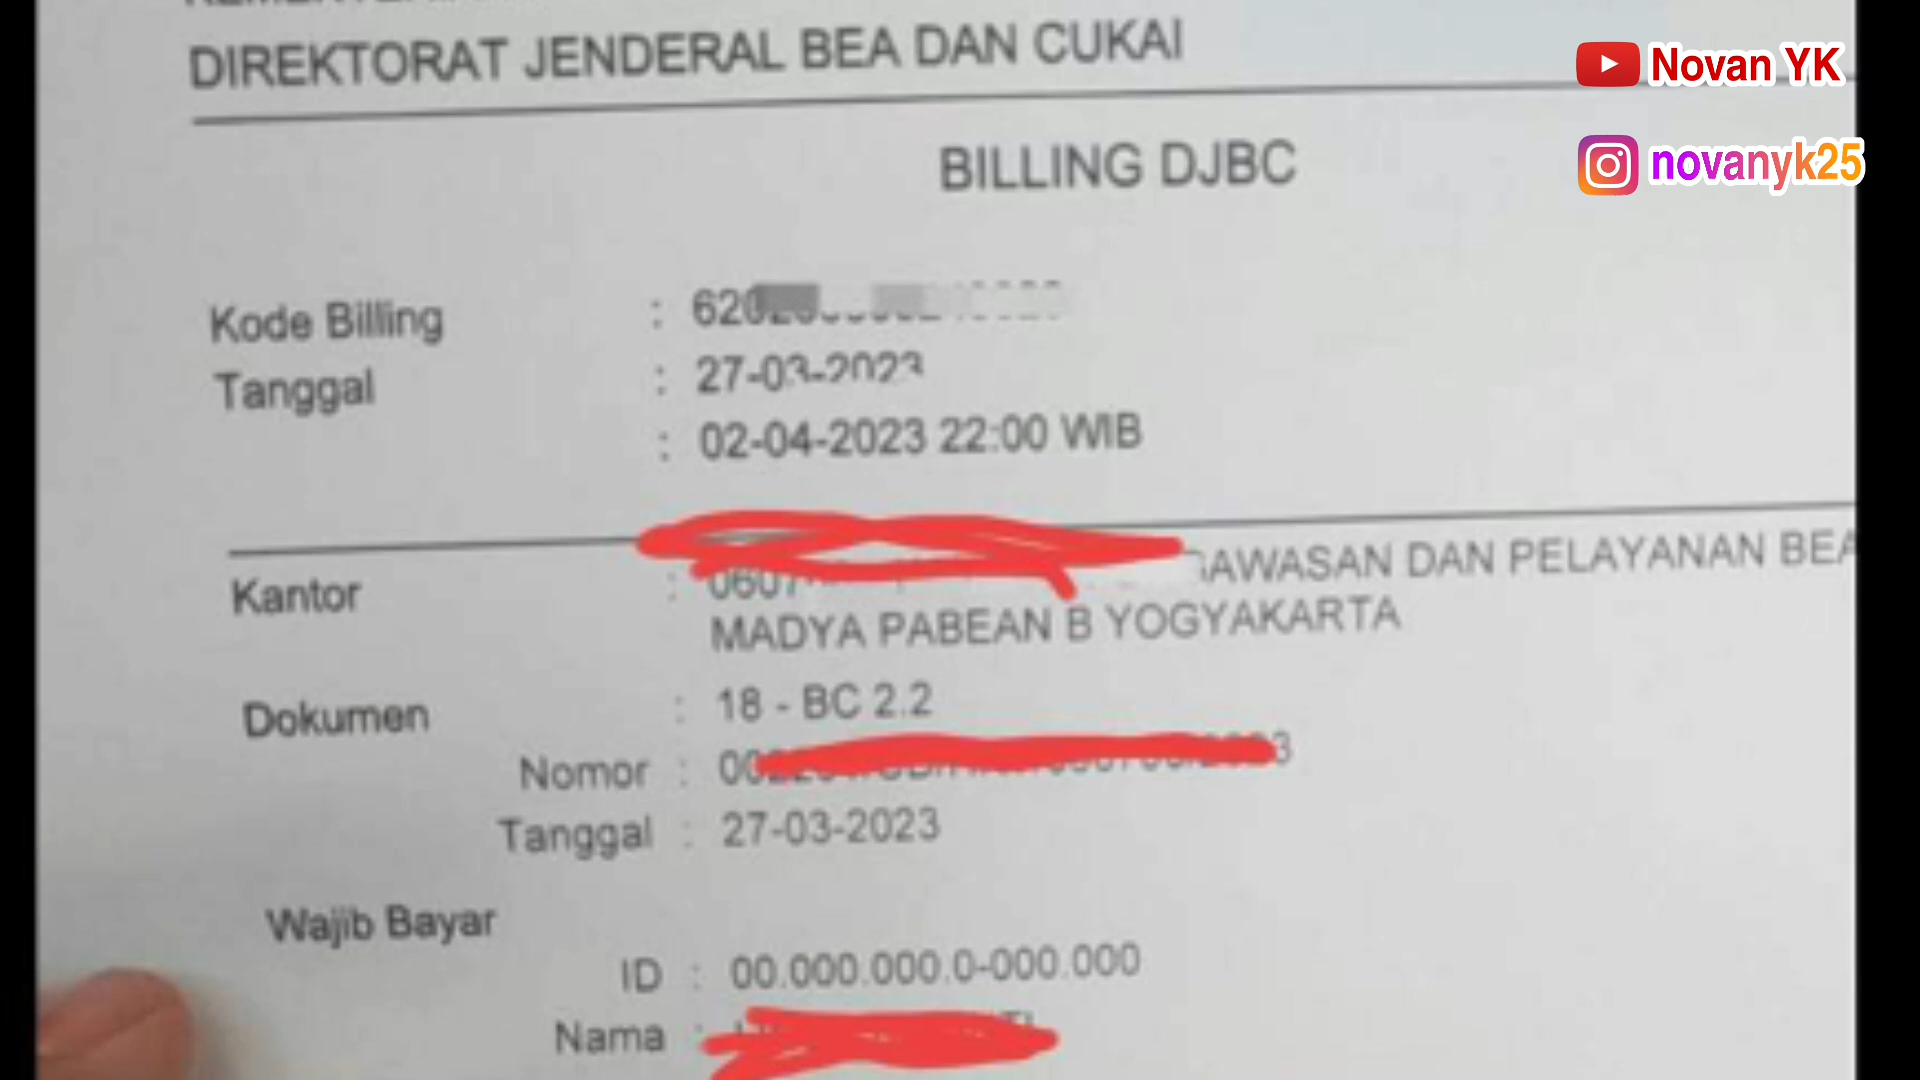 DIREKTORAT JENDERAL BEA DAN CUKAI
Novan YK
novanyk25
BILLING DJBC
Kode Billing : 620
Tanggal : 27-03-2023
: 02-04-2023 22:00 WIB
Kantor : 0607 AWASAN DAN PELAYANAN BEA
MADYA PABEAN B YOGYAKARTA
Dokumen : 18 - BC 2.2
Nomor : 00
Tanggal : 27-03-2023
Wajib Bayar
ID : 00.000.000.0-000.000
Nama :